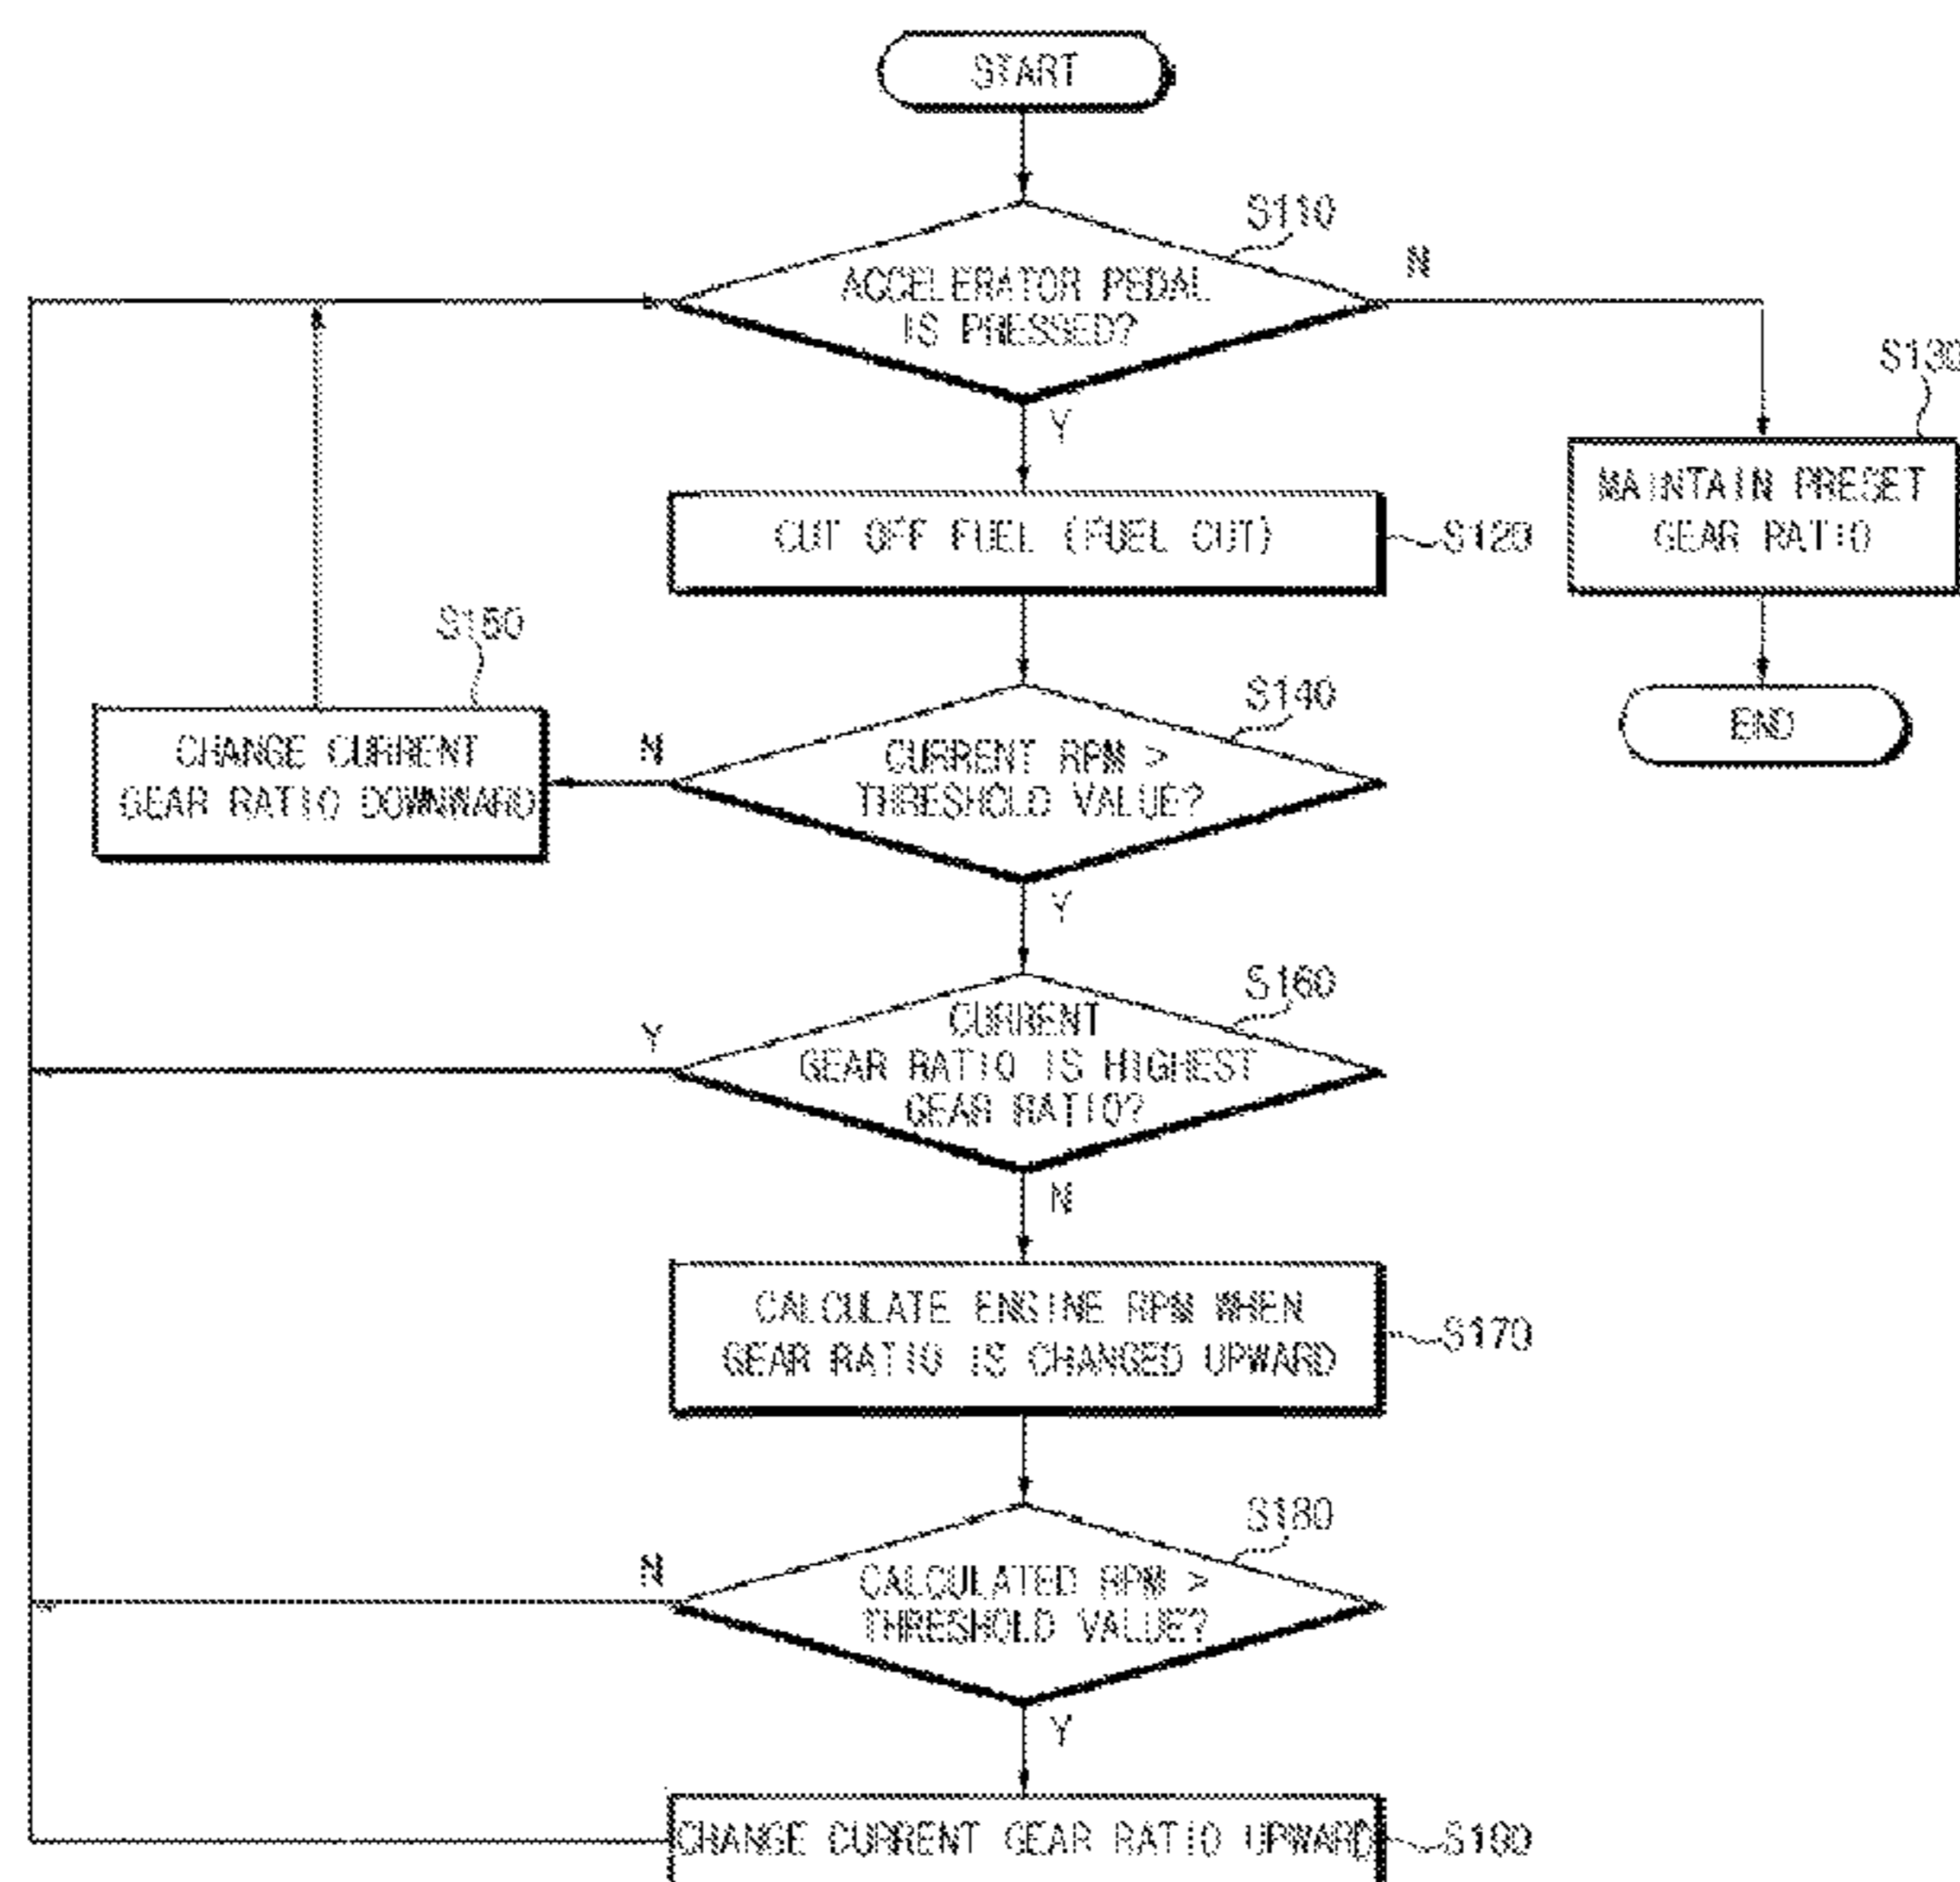 START
S110
ACCELERATOR PEDAL
IS PRESSED?
N
Y
S130
MAINTAIN PRESET
GEAR RATIO
CUT OFF FUEL (FUEL CUT)
S120
END
S150
CHANGE CURRENT
GEAR RATIO DOWNWARD
N
S140
CURRENT RPM >
THRESHOLD VALUE?
Y
S160
CURRENT
GEAR RATIO IS HIGHEST
GEAR RATIO?
Y
N
CALCULATE ENGINE RPM WHEN
GEAR RATIO IS CHANGED UPWARD
S170
S180
CALCULATED RPM >
THRESHOLD VALUE?
N
Y
CHANGE CURRENT GEAR RATIO UPWARD
S190